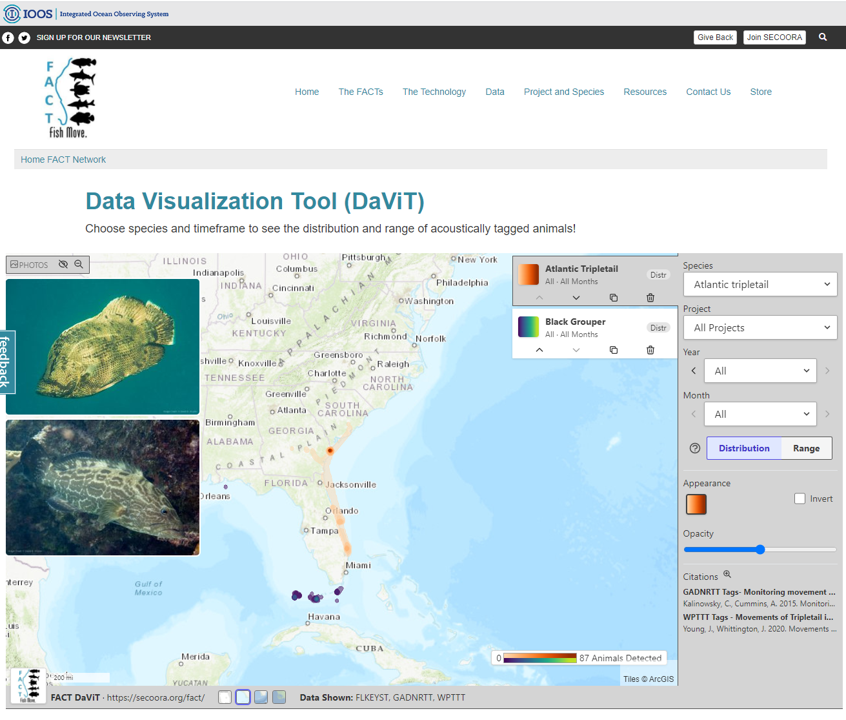 IOOS | Integrated Ocean Observing System
SIGN UP FOR OUR NEWSLETTER
Give Back
Join SECOORA
FACT
Fish Move.
Home
The FACTs
The Technology
Data
Project and Species
Resources
Contact Us
Store
Home FACT Network
Data Visualization Tool (DaViT)
Choose species and timeframe to see the distribution and range of acoustically tagged animals!
PHOTOS
feedback
ILLINOIS
Indianapolis
INDIANA
OHIO
Columbus
Cincinnati
Pittsburgh
New York
Philadelphia
Washington
Ohio
Louisville
KENTUCKY
VIRGINIA
Richmond
Norfolk
APPALACHIAN
PIEDMONT
shville
Knoxville
Greensboro
Raleigh
TENNESSEE
Charlotte
NORTH
CAROLINA
Greenville
SOUTH
CAROLINA
Atlanta
Birmingham
ALABAMA
GEORGIA
COASTAL PLAIN
FLORIDA
Jacksonville
Orleans
Orlando
Tampa
Miami
Gulf of
Mexico
nterrey
Havana
CUBA
Merida
YUCATAN
200 mi
Atlantic Tripletail
All · All Months
Distr
Black Grouper
All · All Months
Distr
0
87 Animals Detected
Tiles © ArcGIS
Species
Atlantic tripletail
Project
All Projects
Year
All
Month
All
Distribution
Range
Appearance
Invert
Opacity
Citations
GADNRTT Tags- Monitoring movement ...
Kalinowsky, C., Cummins, A. 2015. Monitori...
WPTTT Tags - Movements of Tripletail i...
Young, J., Whittington, J. 2020. Movements ...
FACT DaViT · https://secoora.org/fact/
Data Shown: FLKEYST, GADNRTT, WPTTT